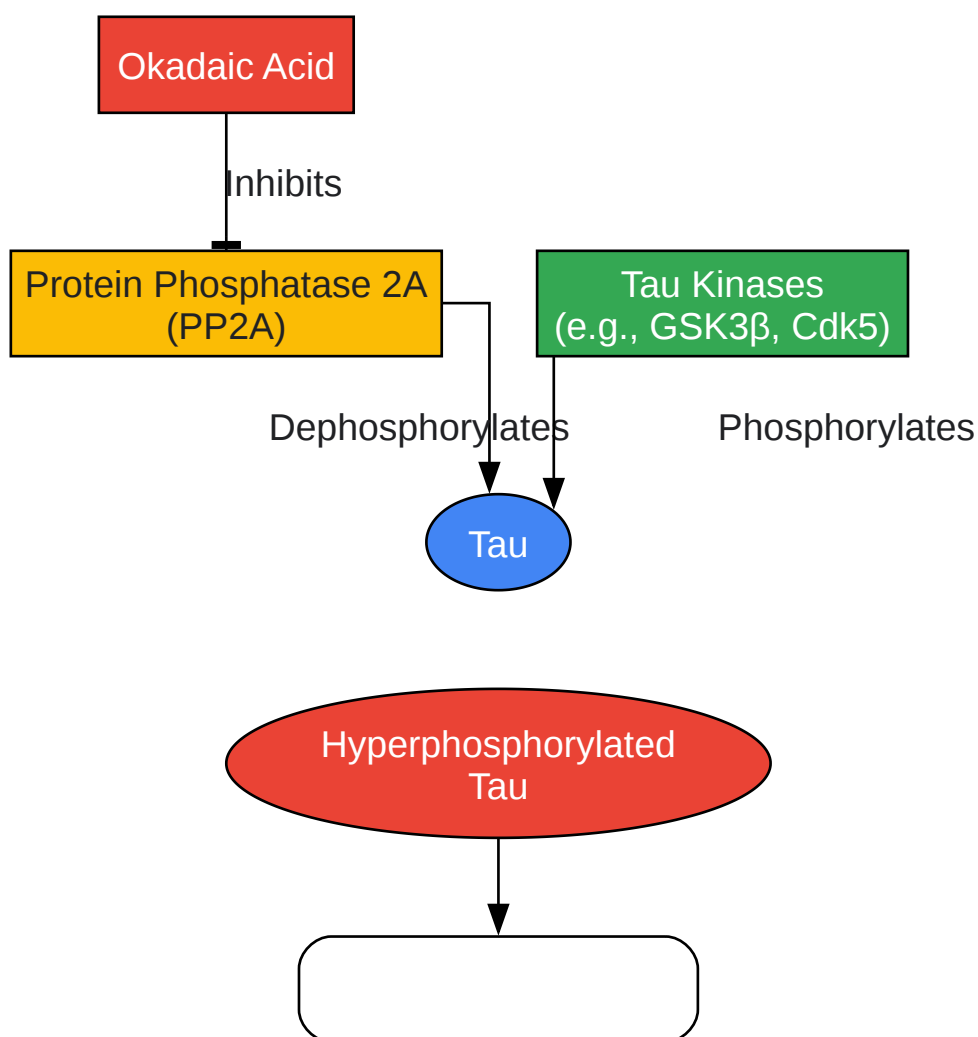 Okadaic Acid
Inhibits
Protein Phosphatase 2A
(PP2A)
Tau Kinases
(e.g., GSK3β, Cdk5)
Dephosphorylates
Phosphorylates
Tau
Hyperphosphorylated
Tau